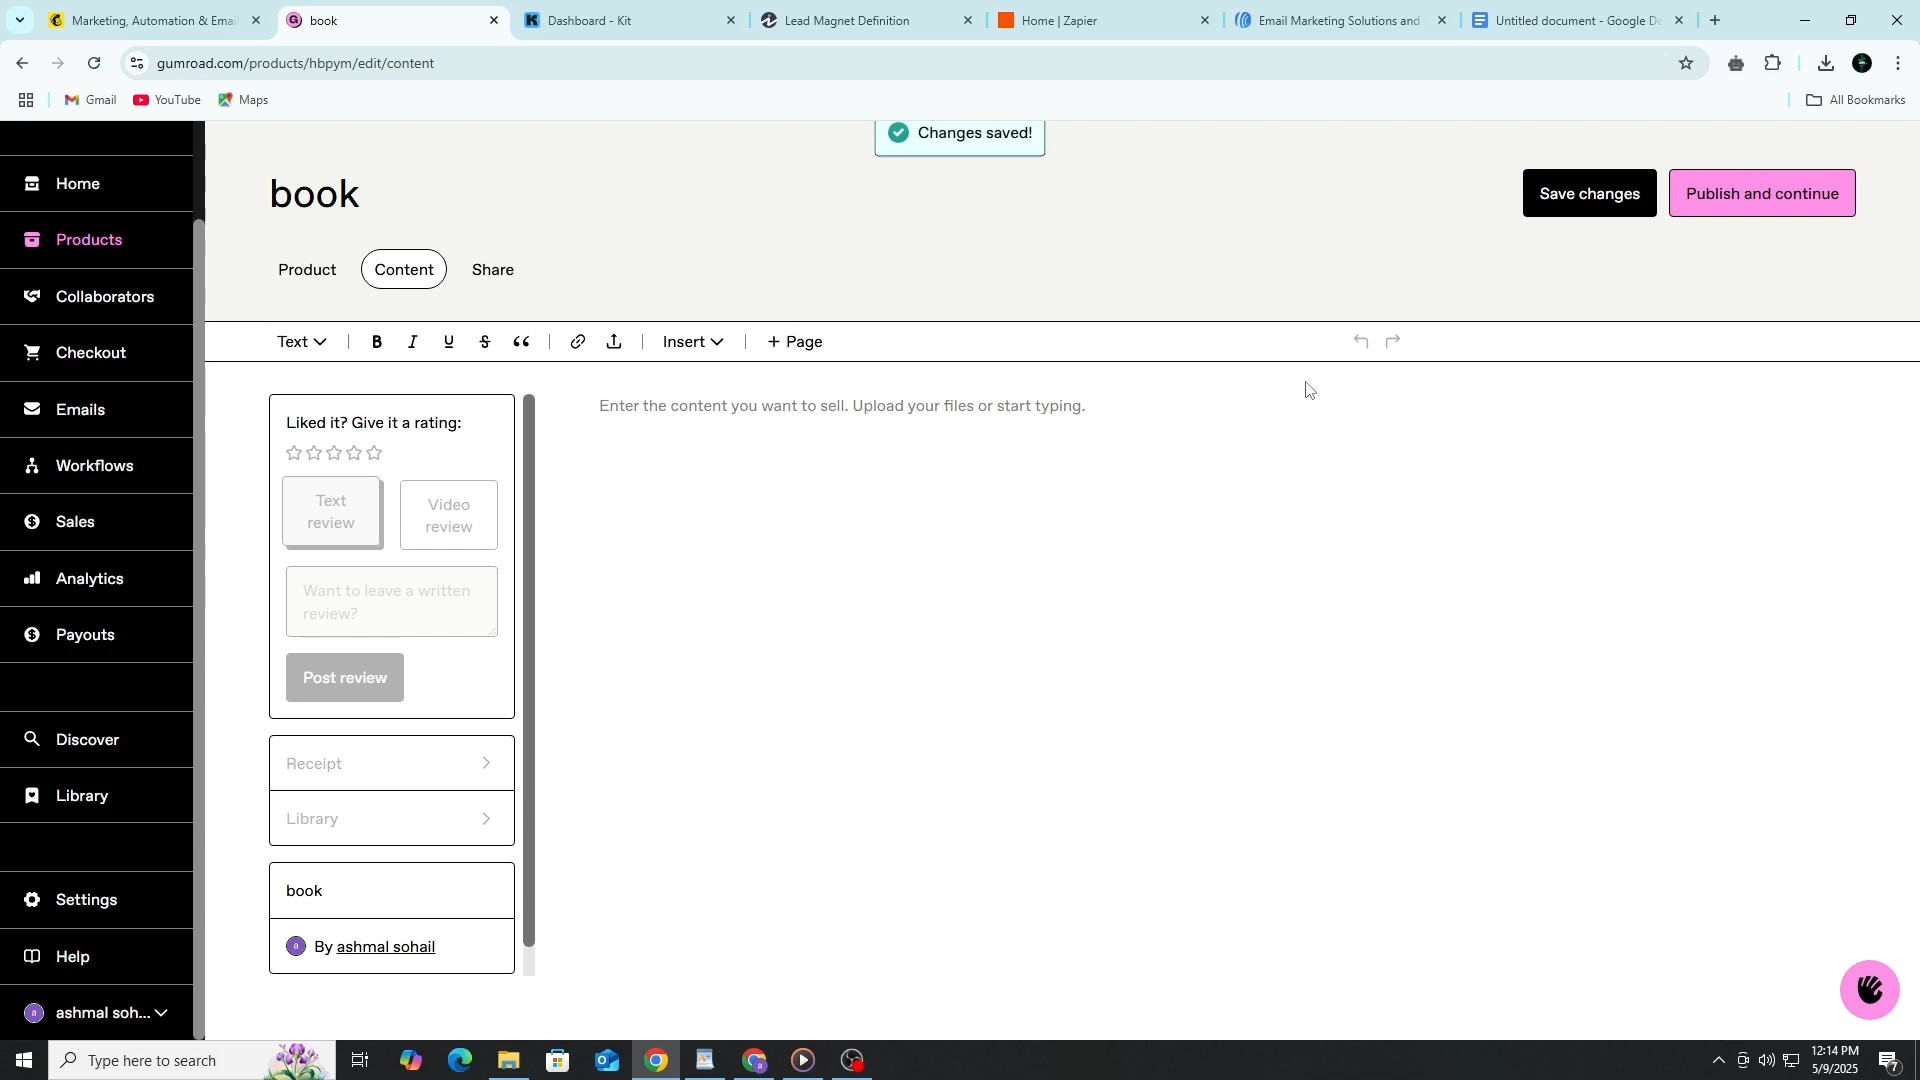 Marketing, Automation & Emai
book
Dashboard - Kit
Lead Magnet Definition
Home | Zapier
Email Marketing Solutions and
Untitled document - Google Do
gumroad.com/products/hbpym/edit/content
Gmail
YouTube
Maps
All Bookmarks
Changes saved!
book
Save changes
Publish and continue
Product
Content
Share
Text
B
I
U
S
Insert
+ Page
Home
Products
Collaborators
Checkout
Emails
Workflows
Sales
Analytics
Payouts
Discover
Library
Settings
Help
a
ashmal soh...
Enter the content you want to sell. Upload your files or start typing.
Liked it? Give it a rating:
Text
review
Video
review
Want to leave a written
review?
Post review
Receipt
Library
book
a
By ashmal sohail
Type here to search
12:14 PM
5/9/2025
7